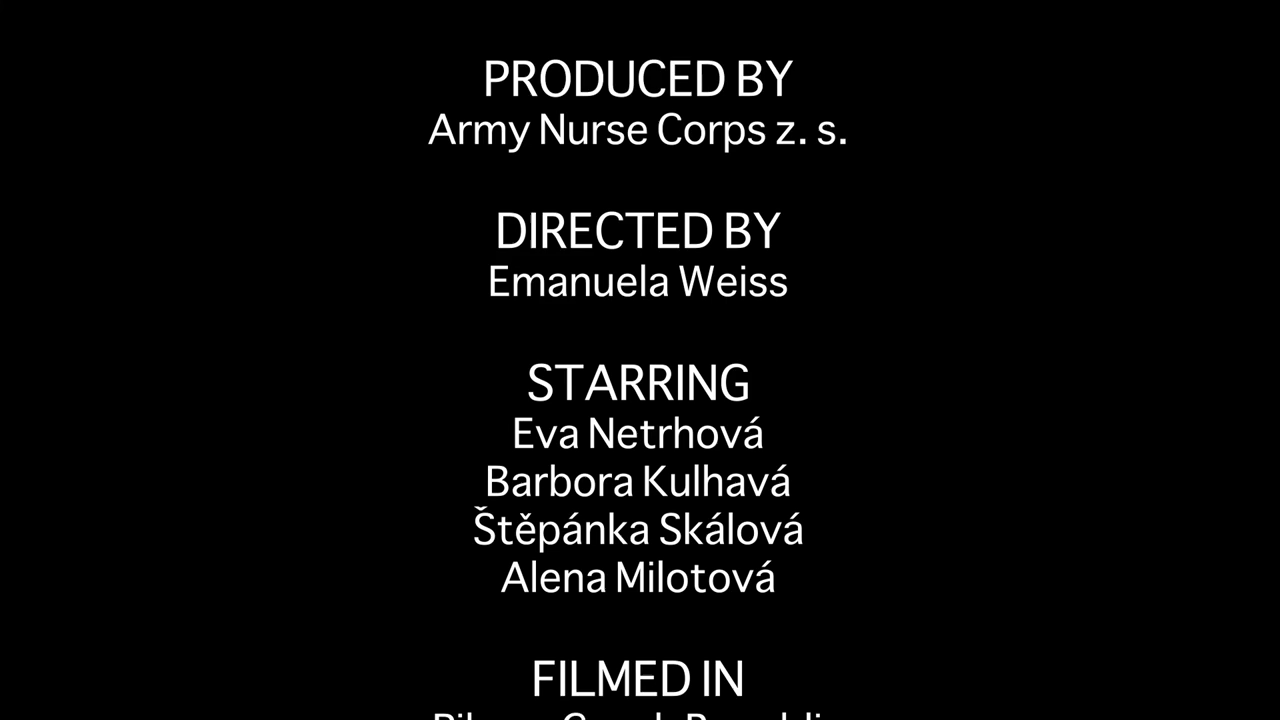 PRODUCED BY
Army Nurse Corps z. s.
DIRECTED BY
Emanuela Weiss
STARRING
Eva Netrhová
Barbora Kulhavá
Štěpánka Skálová
Alena Milotová
FILMED IN